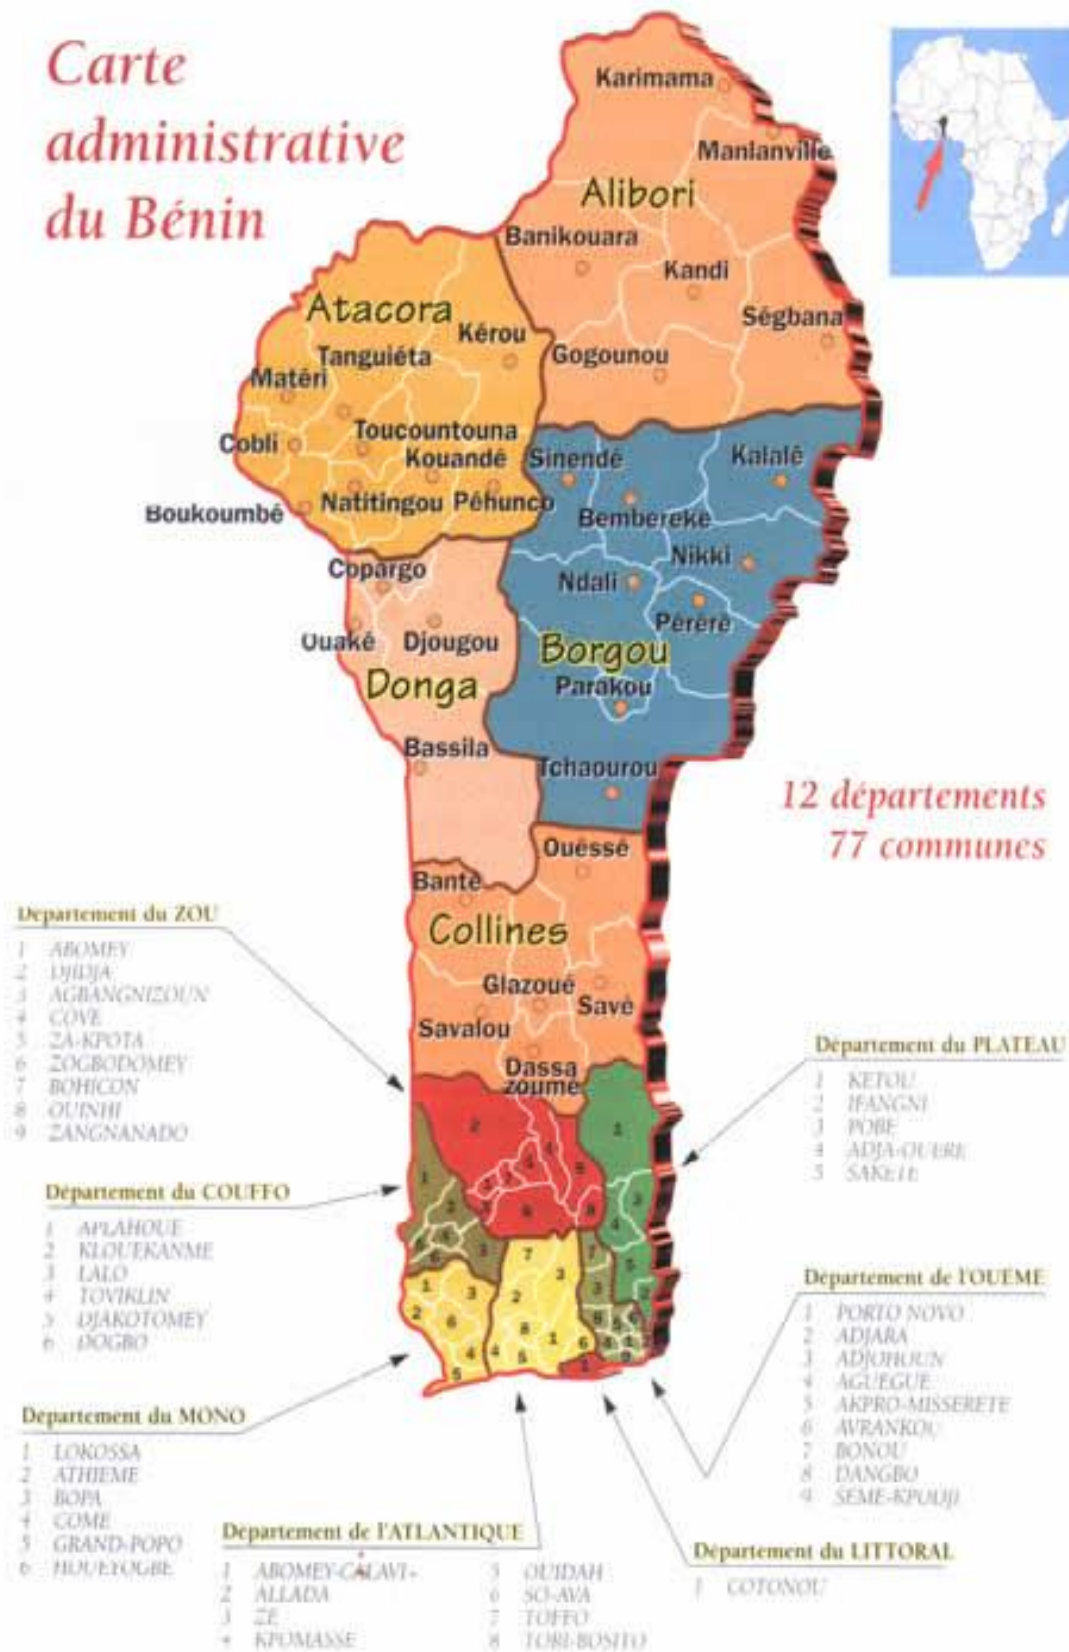 Carte
administrative
du Bénin
Karimama
Manlanville
Alibori
Banikouara
Kandi
Ségbana
Gogounou
Atacora
Kérou
Tanguiéta
Matéri
Cobli
Toucountouna
Kouandé
Natitingou
Péhunco
Boukoumbé
Sinendé
Kalalé
Bembereké
Nikki
Ndali
Péréré
Borgou
Parakou
Tchaourou
Copargo
Ouaké
Djougou
Donga
Bassila
12 départements
77 communes
Ouéssé
Bantè
Collines
Glazoué
Savé
Savalou
Dassa
zoumé
Département du ZOU
1 ABOMEY
2 DJIDJA
3 AGBANGNIZOUN
4 COVE
5 ZA-KPOTA
6 ZOGBODOMEY
7 BOHICON
8 OUINHI
9 ZANGNANADO
Département du COUFFO
1 APLAHOUE
2 KLOUEKANME
3 LALO
4 TOVIKLIN
5 DJAKOTOMEY
6 DOGBO
Département du MONO
1 LOKOSSA
2 ATHIEME
3 BOPA
4 COME
5 GRAND-POPO
6 HOUEYOGBE
Département de l'ATLANTIQUE
1 ABOMEY-CALAVI
2 ALLADA
3 ZE
4 KPOMASSE
5 OUIDAH
6 SO-AVA
7 TOFFO
8 TORI-BOSITO
Département du LITTORAL
1 COTONOU
Département du PLATEAU
1 KETOU
2 IFANGNI
3 POBE
4 ADJA-OUERE
5 SAKETE
Département de l'OUEME
1 PORTO NOVO
2 ADJARA
3 ADJOHOUN
4 AGUEGUE
5 AKPRO-MISSERETE
6 AVRANKOU
7 BONOU
8 DANGBO
9 SEME-KPODJI